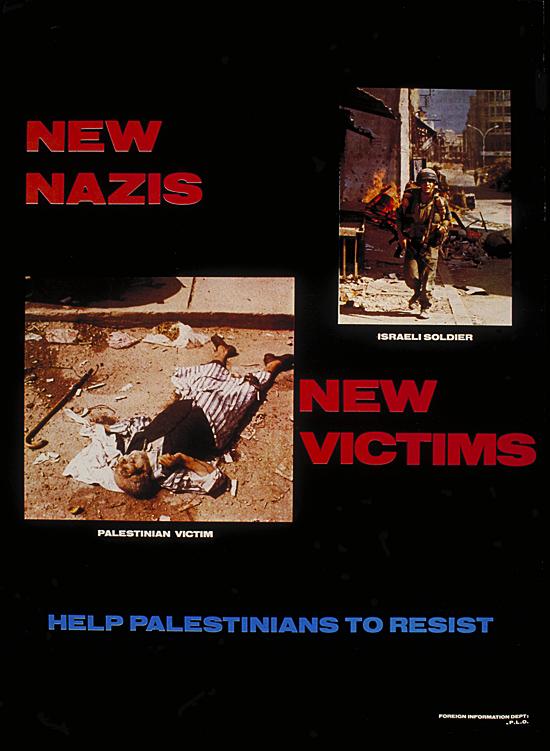 NEW
NAZIS
ISRAELI SOLDIER
NEW
VICTIMS
PALESTINIAN VICTIM
HELP PALESTINIANS TO RESIST
FOREIGN INFORMATION DEPT:
.P.L.O.